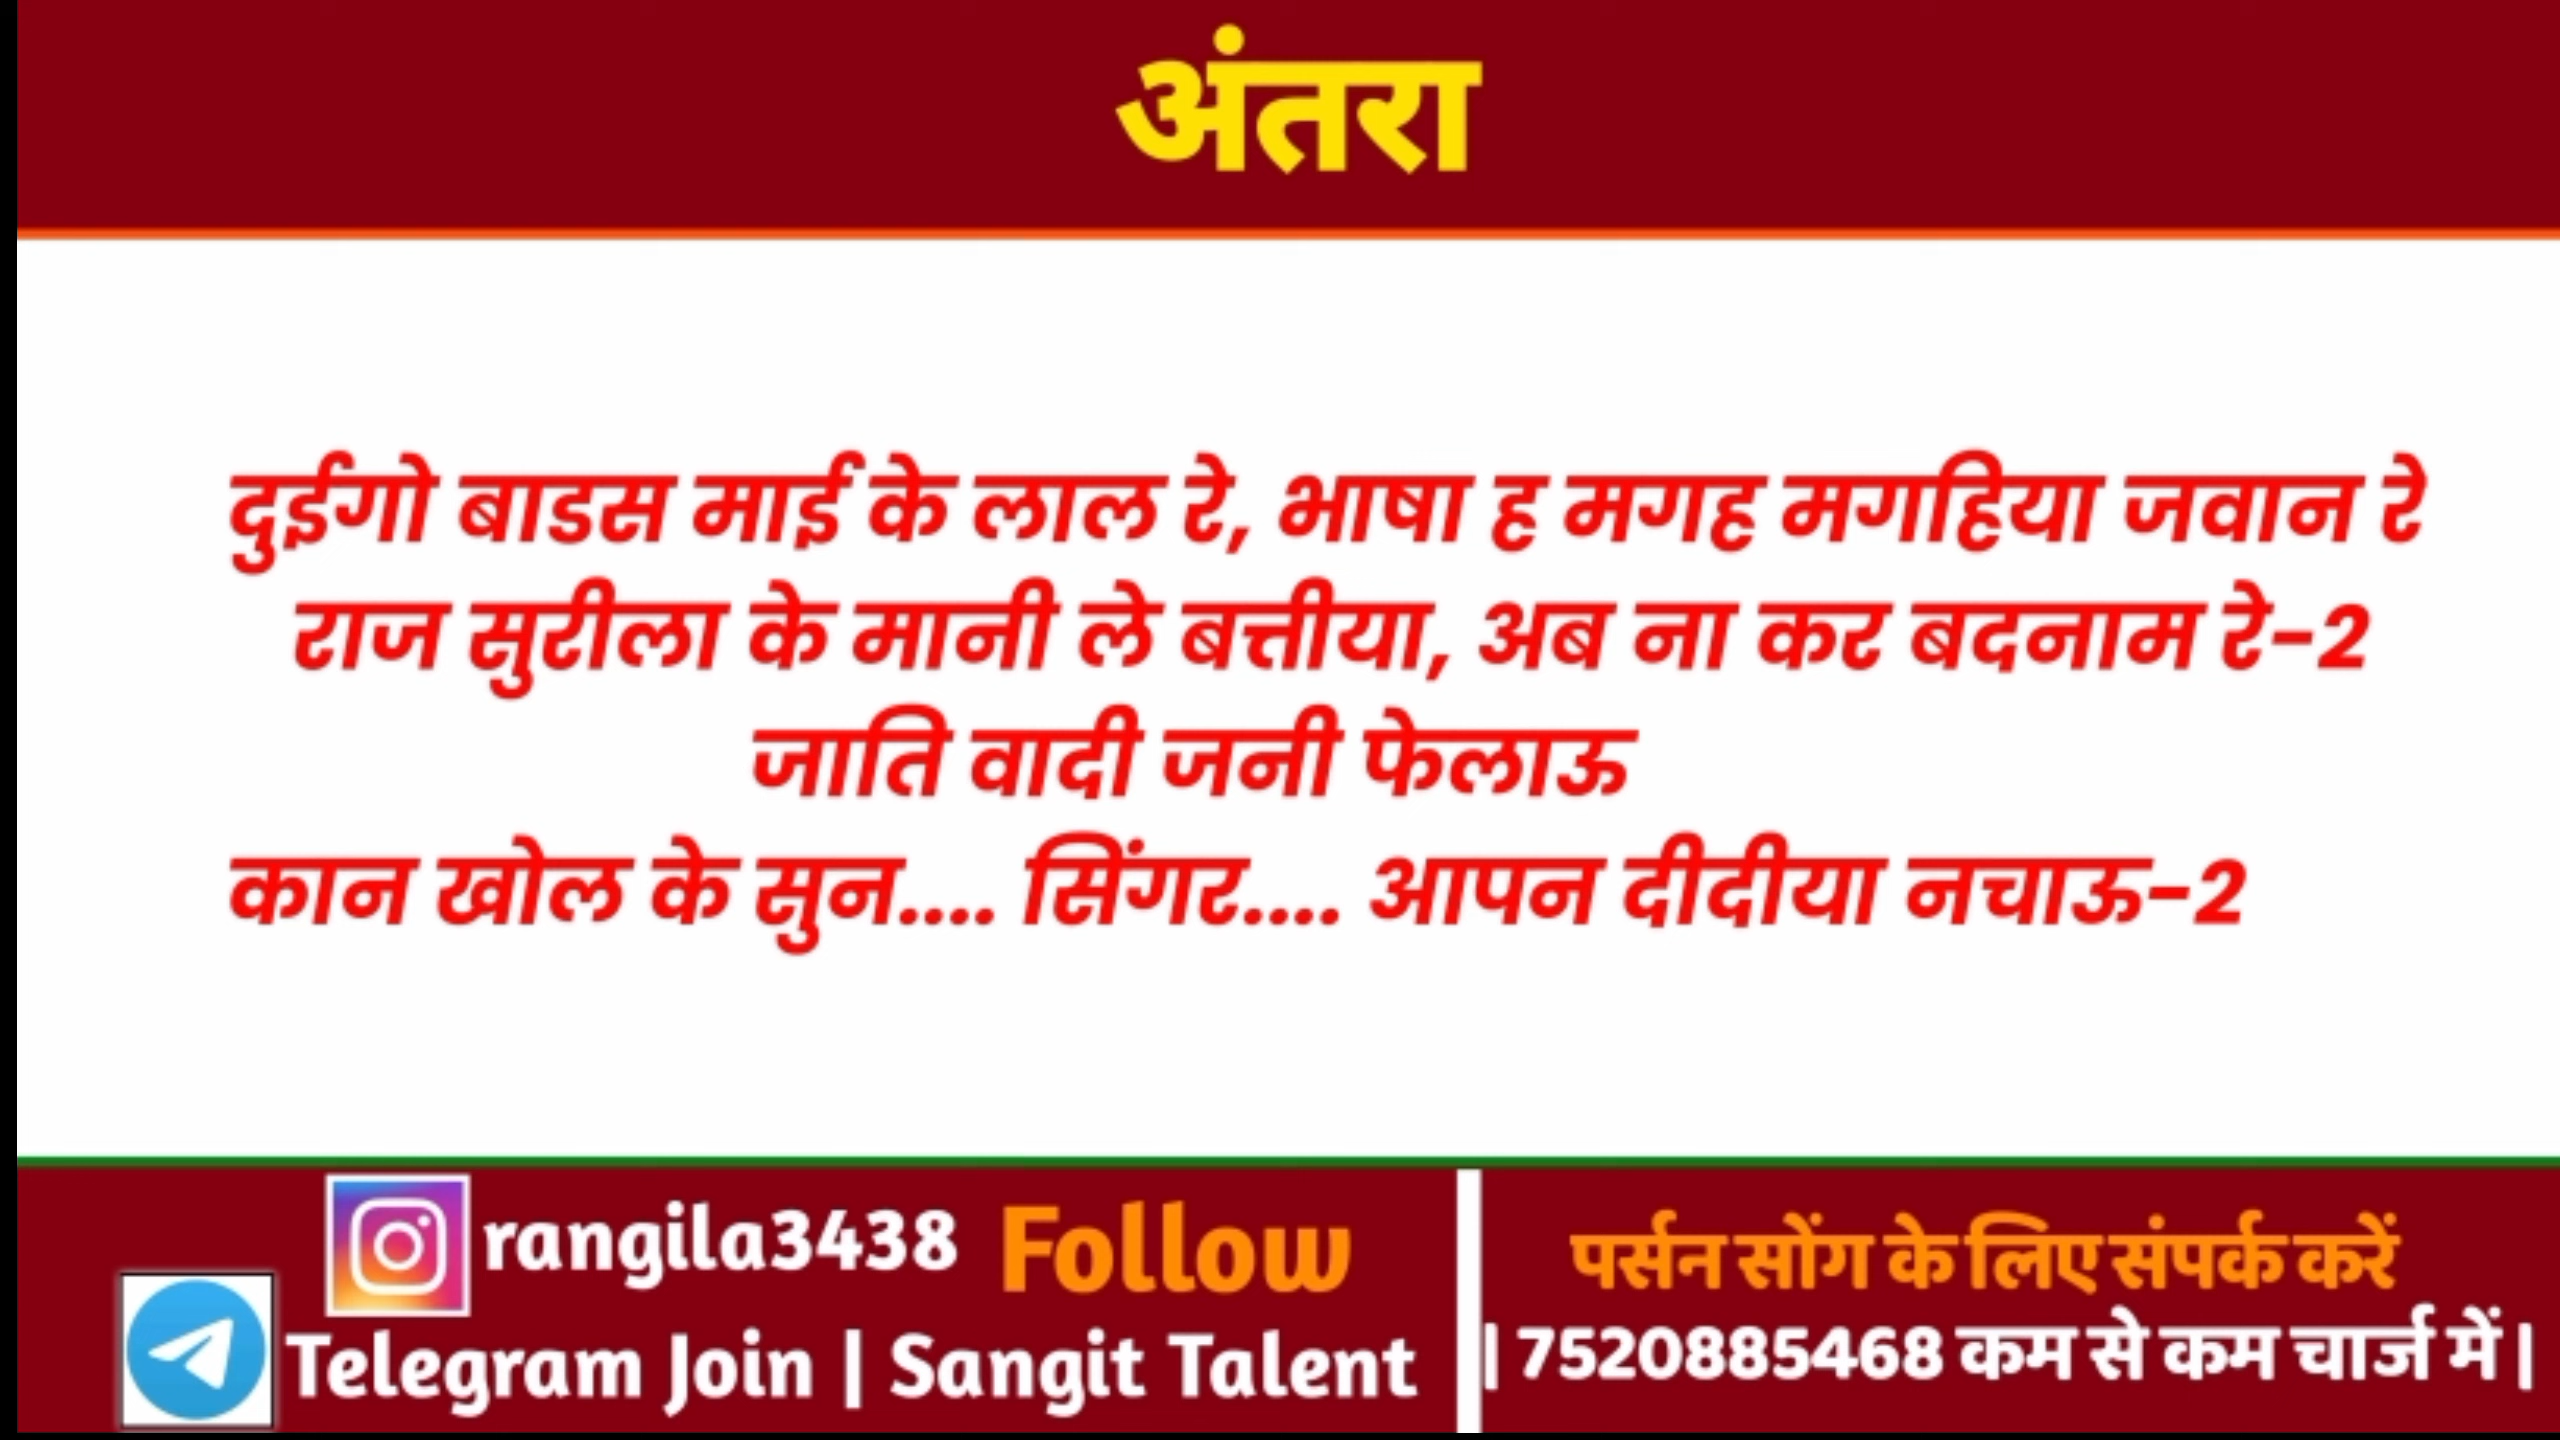 अंतरा
दुईगो बाडस माई के लाल रे, भाषा ह मगह मगहिया जवान रे
राज सुरीला के मानी ले बत्तीया, अब ना कर बदनाम रे-2
जाति वादी जनी फेलाऊ
कान खोल के सुन.... सिंगर.... आपन दीदीया नचाऊ-2
rangila3438 Follow
Telegram Join | Sangit Talent
पर्सन सोंग के लिए संपर्क करें
| 7520885468 कम से कम चार्ज में |